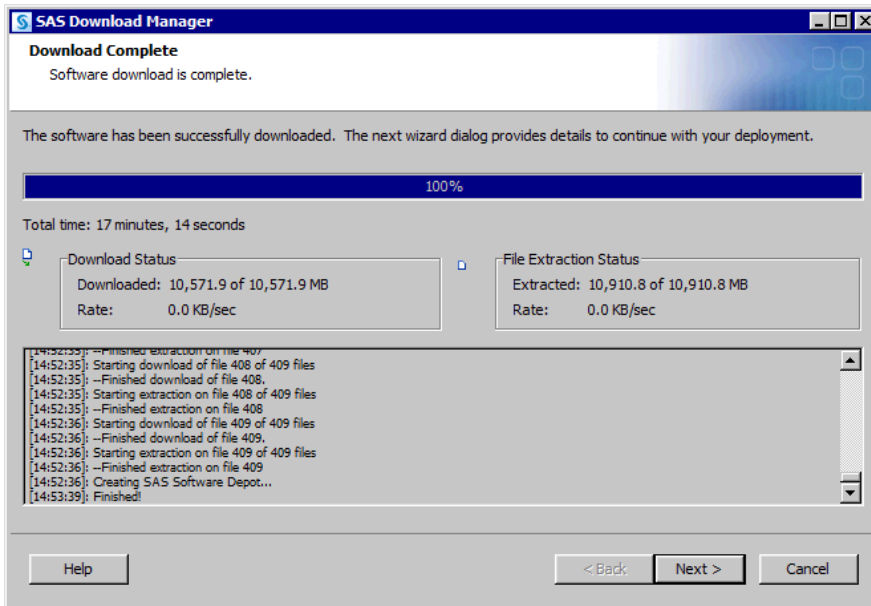 SAS Download Manager
Download Complete
Software download is complete.
The software has been successfully downloaded. The next wizard dialog provides details to continue with your deployment.
100%
Total time: 17 minutes, 14 seconds
Download Status
Downloaded: 10,571.9 of 10,571.9 MB
Rate: 0.0 KB/sec
File Extraction Status
Extracted: 10,910.8 of 10,910.8 MB
Rate: 0.0 KB/sec
[14:52:35]: --Finished extraction on file 407
[14:52:35]: Starting download of file 408 of 409 files
[14:52:35]: --Finished download of file 408.
[14:52:35]: Starting extraction on file 408 of 409 files
[14:52:35]: --Finished extraction on file 408
[14:52:36]: Starting download of file 409 of 409 files
[14:52:36]: --Finished download of file 409.
[14:52:36]: Starting extraction on file 409 of 409 files
[14:52:36]: --Finished extraction on file 409
[14:52:36]: Creating SAS Software Depot...
[14:53:39]: Finished!
Help
< Back
Next >
Cancel